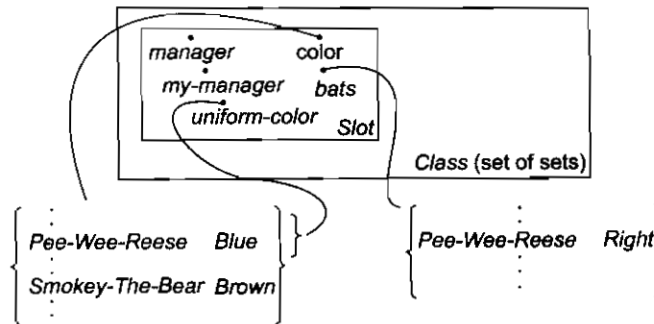 manager color
my-manager bats
uniform-color
Slot
Class (set of sets)
Pee-Wee-Reese Blue
Pee-Wee-Reese Right
Smokey-The-Bear Brown